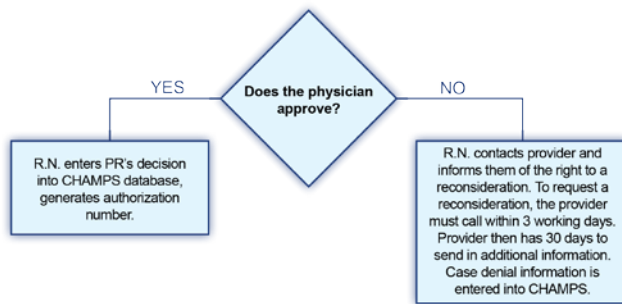 YES
Does the physician
approve?
NO
R.N. enters PR's decision
into CHAMPS database,
generates authorization
number.
R.N. contacts provider and
informs them of the right to a
reconsideration. To request a
reconsideration, the provider
must call within 3 working days.
Provider then has 30 days to
send in additional information.
Case denial information is
entered into CHAMPS.